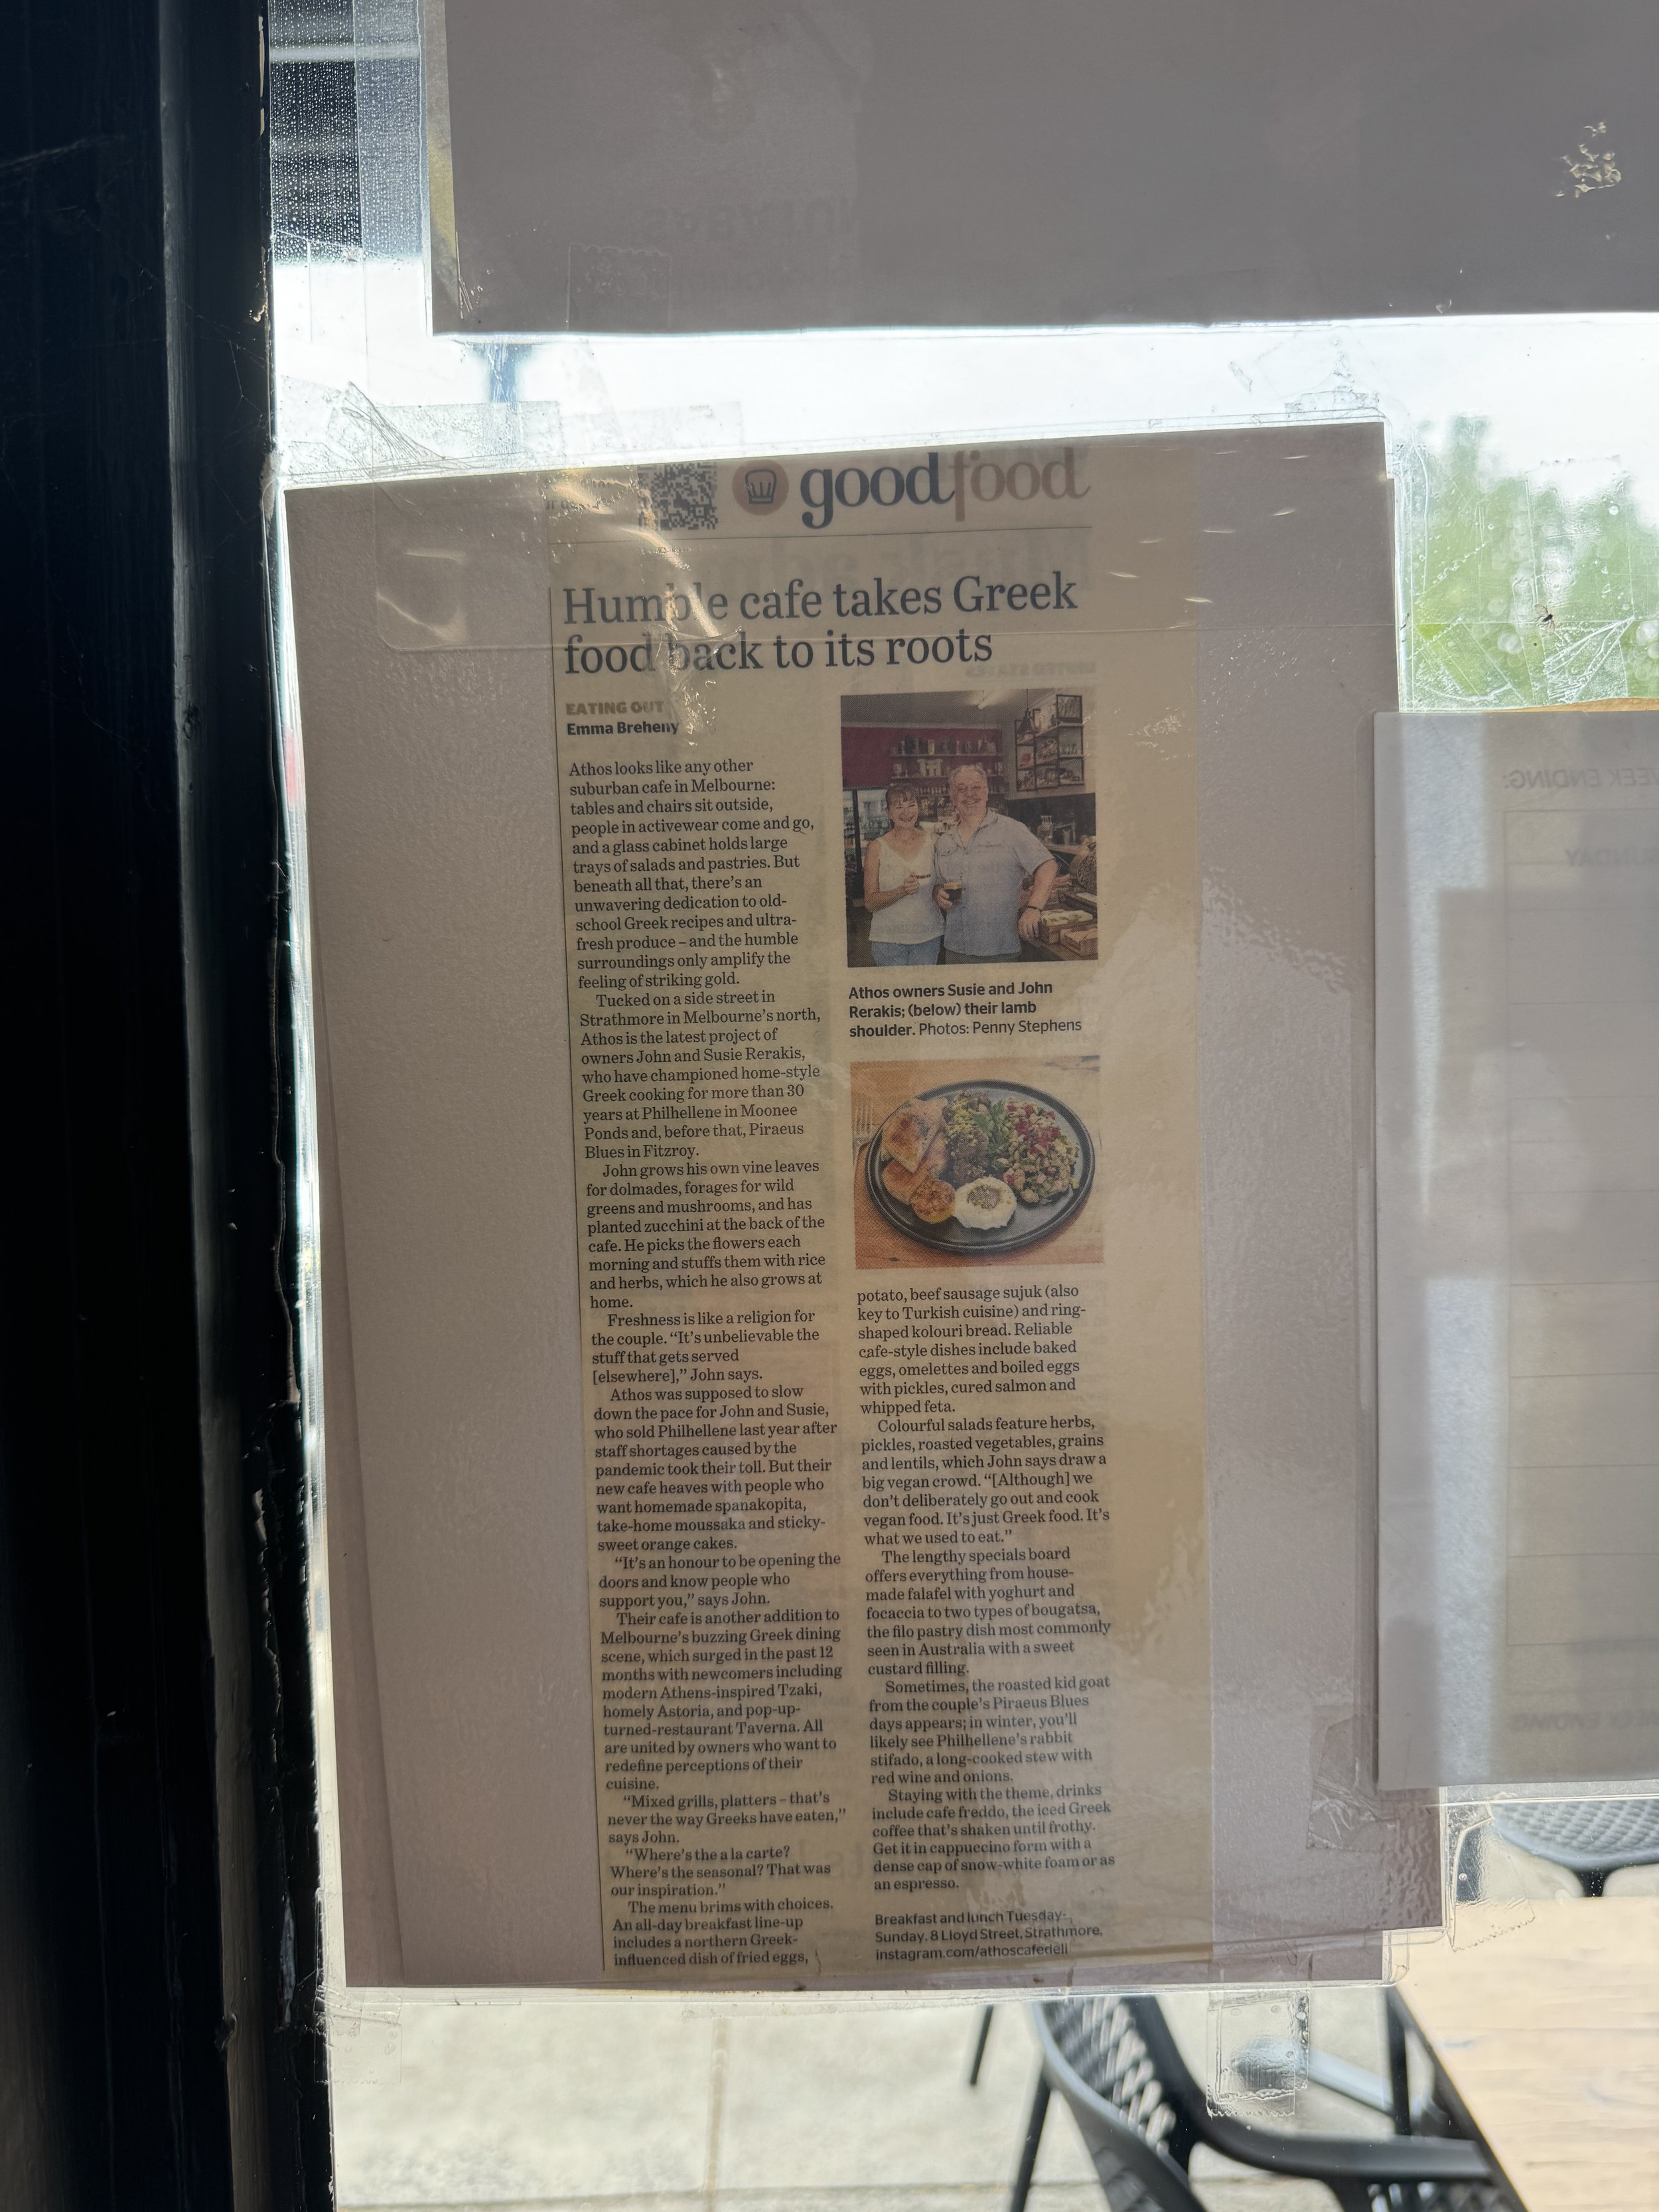 goodfood
Humble cafe takes Greek
food back to its roots
EATING OUT
Emma Breheny
Athos looks like any other
suburban cafe in Melbourne:
tables and chairs sit outside,
people in activewear come and go,
and a glass cabinet holds large
trays of salads and pastries. But
beneath all that, there's an
unwavering dedication to old-
school Greek recipes and ultra-
fresh produce – and the humble
surroundings only amplify the
feeling of striking gold.
Tucked on a side street in
Strathmore in Melbourne's north,
Athos is the latest project of
owners John and Susie Rerakis,
who have championed home-style
Greek cooking for more than 30
years at Philhellene in Moonee
Ponds and, before that, Piraeus
Blues in Fitzroy.
John grows his own vine leaves
for dolmades, forages for wild
greens and mushrooms, and has
planted zucchini at the back of the
cafe. He picks the flowers each
morning and stuffs them with rice
and herbs, which he also grows at
home.
Freshness is like a religion for
the couple. “It's unbelievable the
stuff that gets served
[elsewhere],” John says.
Athos was supposed to slow
down the pace for John and Susie,
who sold Philhellene last year after
staff shortages caused by the
pandemic took their toll. But their
new cafe heaves with people who
want homemade spanakopita,
take-home moussaka and sticky-
sweet orange cakes.
“It's an honour to be opening the
doors and know people who
support you,” says John.
Their cafe is another addition to
Melbourne's buzzing Greek dining
scene, which surged in the past 12
months with newcomers including
modern Athens-inspired Tzaki,
homely Astoria, and pop-up-
turned-restaurant Taverna. All
are united by owners who want to
redefine perceptions of their
cuisine.
“Mixed grills, platters – that's
never the way Greeks have eaten,”
says John.
“Where's the a la carte?
Where's the seasonal? That was
our inspiration.”
The menu brims with choices.
An all-day breakfast line-up
includes a northern Greek-
influenced dish of fried eggs,
Athos owners Susie and John
Rerakis; (below) their lamb
shoulder. Photos: Penny Stephens
potato, beef sausage sujuk (also
key to Turkish cuisine) and ring-
shaped kolouri bread. Reliable
cafe-style dishes include baked
eggs, omelettes and boiled eggs
with pickles, cured salmon and
whipped feta.
Colourful salads feature herbs,
pickles, roasted vegetables, grains
and lentils, which John says draw a
big vegan crowd. “[Although] we
don't deliberately go out and cook
vegan food. It's just Greek food. It's
what we used to eat.”
The lengthy specials board
offers everything from house-
made falafel with yoghurt and
focaccia to two types of bougatsa,
the filo pastry dish most commonly
seen in Australia with a sweet
custard filling.
Sometimes, the roasted kid goat
from the couple's Piraeus Blues
days appears; in winter, you'll
likely see Philhellene's rabbit
stifado, a long-cooked stew with
red wine and onions.
Staying with the theme, drinks
include cafe freddo, the iced Greek
coffee that's shaken until frothy.
Get it in cappuccino form with a
dense cap of snow-white foam or as
an espresso.
Breakfast and lunch Tuesday-
Sunday. 8 Lloyd Street, Strathmore,
instagram.com/athoscafedeli